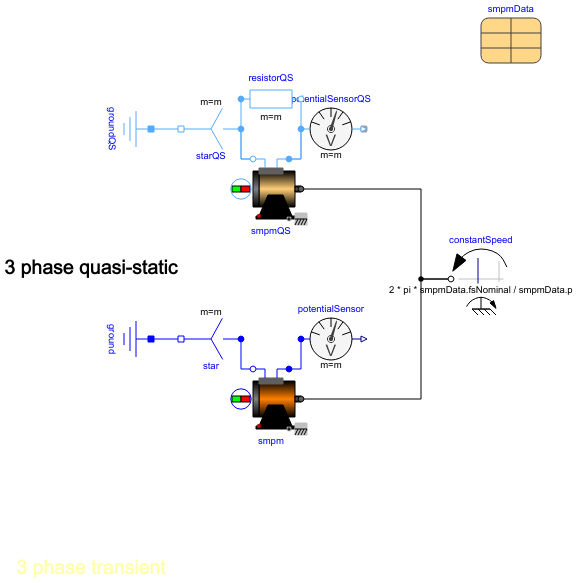 smpmData
resistorQS
potentialSensorQS
m=m
m=m
m=m
groundQS
starQS
V
smpmQS
constantSpeed
3 phase quasi-static
2 * pi * smpmData.fsNominal / smpmData.p
potentialSensor
m=m
ground
V
star
m=m
smpm
3 phase transient